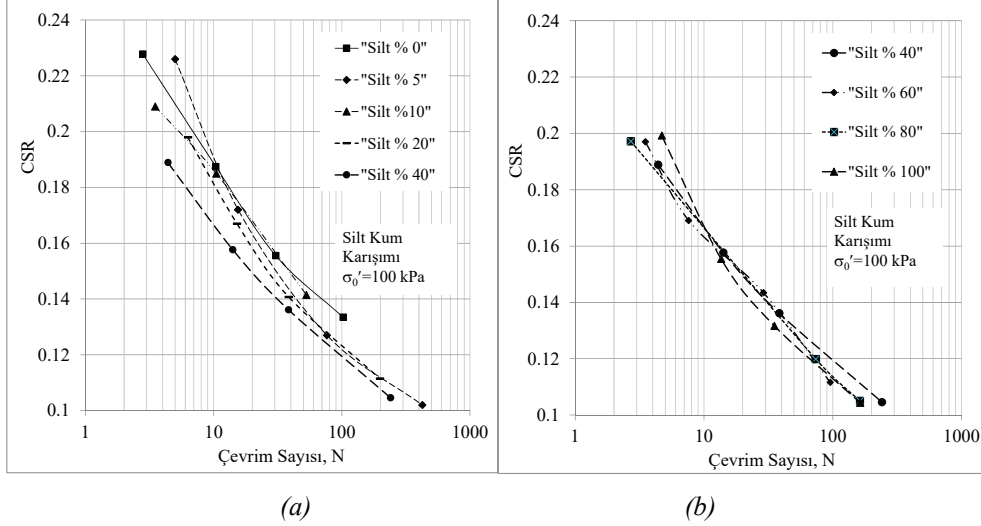 0.24
0.22
0.2
0.18
0.16
0.14
0.12
0.1
CSR
"Silt % 0"
"Silt % 5"
"Silt %10"
"Silt % 20"
"Silt % 40"
Silt Kum
Karışımı
σ₀'=100 kPa
1
10
100
1000
Çevrim Sayısı, N
(a)
0.24
0.22
0.2
0.18
0.16
0.14
0.12
0.1
CSR
"Silt % 40"
"Silt % 60"
"Silt % 80"
"Silt % 100"
Silt Kum
Karışımı
σ₀'=100 kPa
1
10
100
1000
Çevrim Sayısı, N
(b)